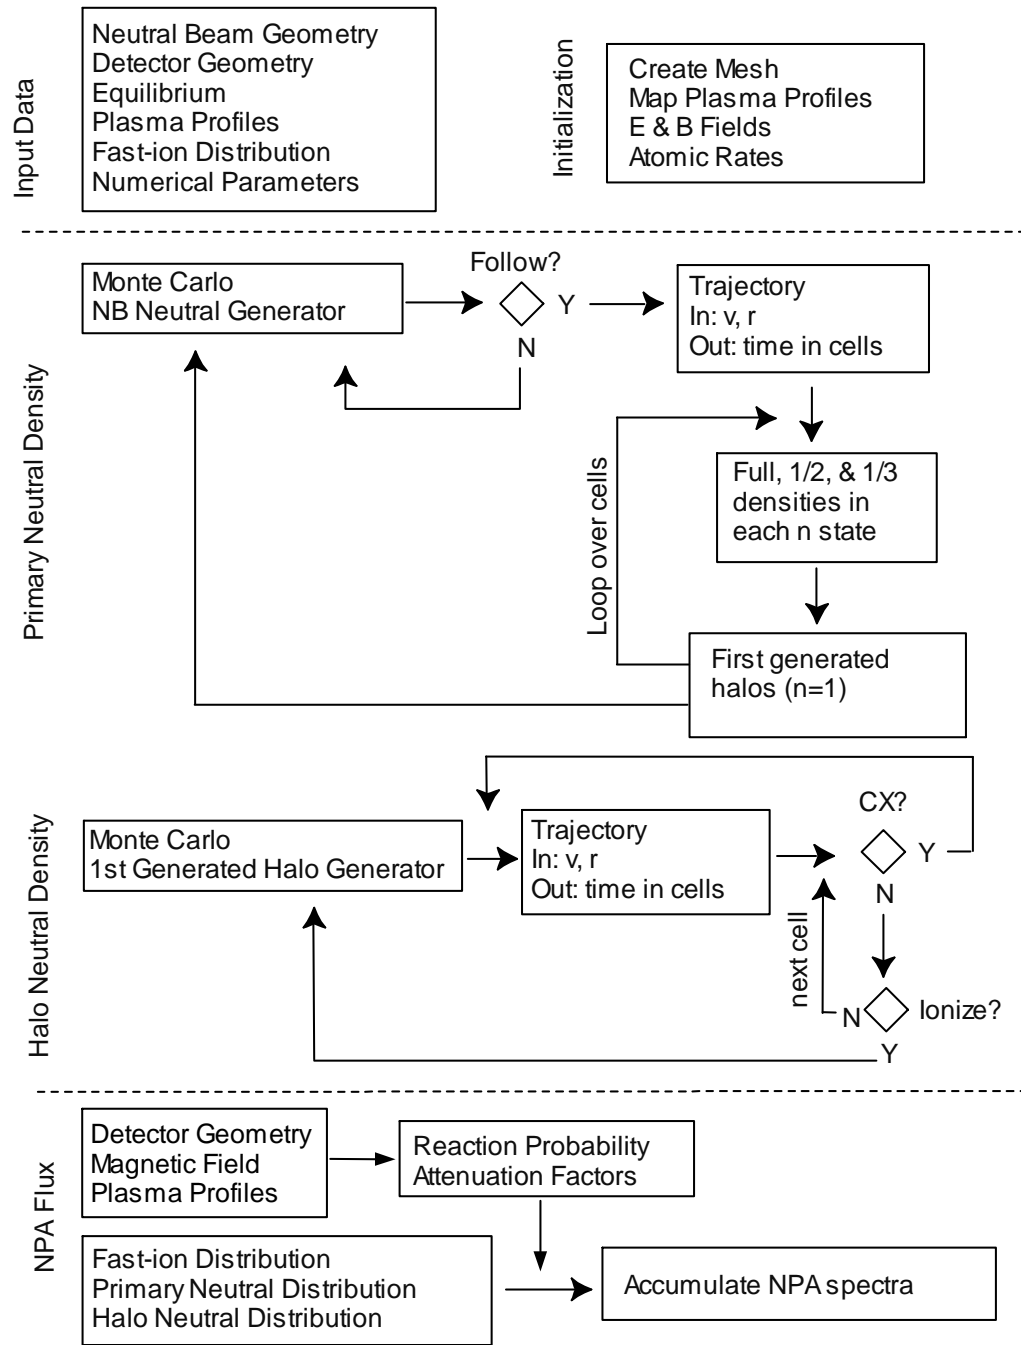 Input Data
Neutral Beam Geometry
Detector Geometry
Equilibrium
Plasma Profiles
Fast-ion Distribution
Numerical Parameters
Initialization
Create Mesh
Map Plasma Profiles
E & B Fields
Atomic Rates
Primary Neutral Density
Monte Carlo
NB Neutral Generator
Follow?
Y
N
Trajectory
In: v, r
Out: time in cells
Loop over cells
Full, 1/2, & 1/3
densities in
each n state
First generated
halos (n=1)
Halo Neutral Density
Monte Carlo
1st Generated Halo Generator
Trajectory
In: v, r
Out: time in cells
CX?
Y
N
next cell
N
Ionize?
Y
NPA Flux
Detector Geometry
Magnetic Field
Plasma Profiles
Reaction Probability
Attenuation Factors
Fast-ion Distribution
Primary Neutral Distribution
Halo Neutral Distribution
Accumulate NPA spectra